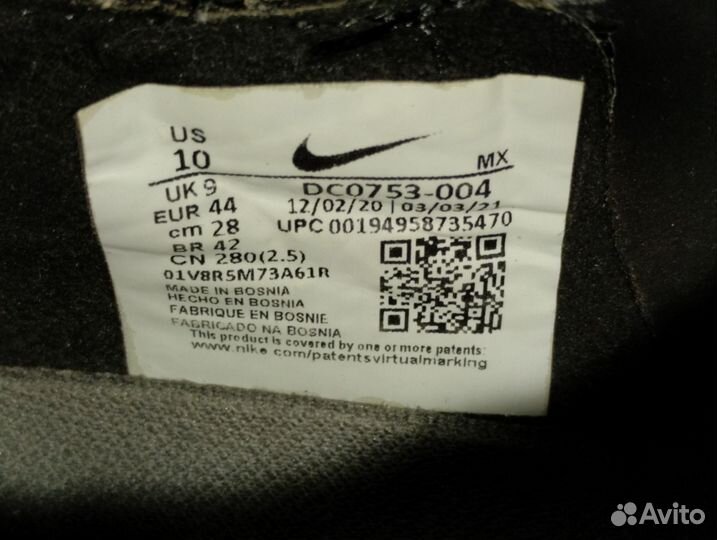 US
10
MX
UK 9
DC0753-004
EUR 44
12/02/20 | 03/03/21
cm 28
UPC 00194958735470
BR 42
CN 280(2.5)
01V8R5M73A61R
MADE IN BOSNIA
HECHO EN BOSNIA
FABRIQUE EN BOSNIE
FABRICADO NA BOSNIA
This product is covered by one or more patents:
www.nike.com/patentsvirtualmarking
Avito